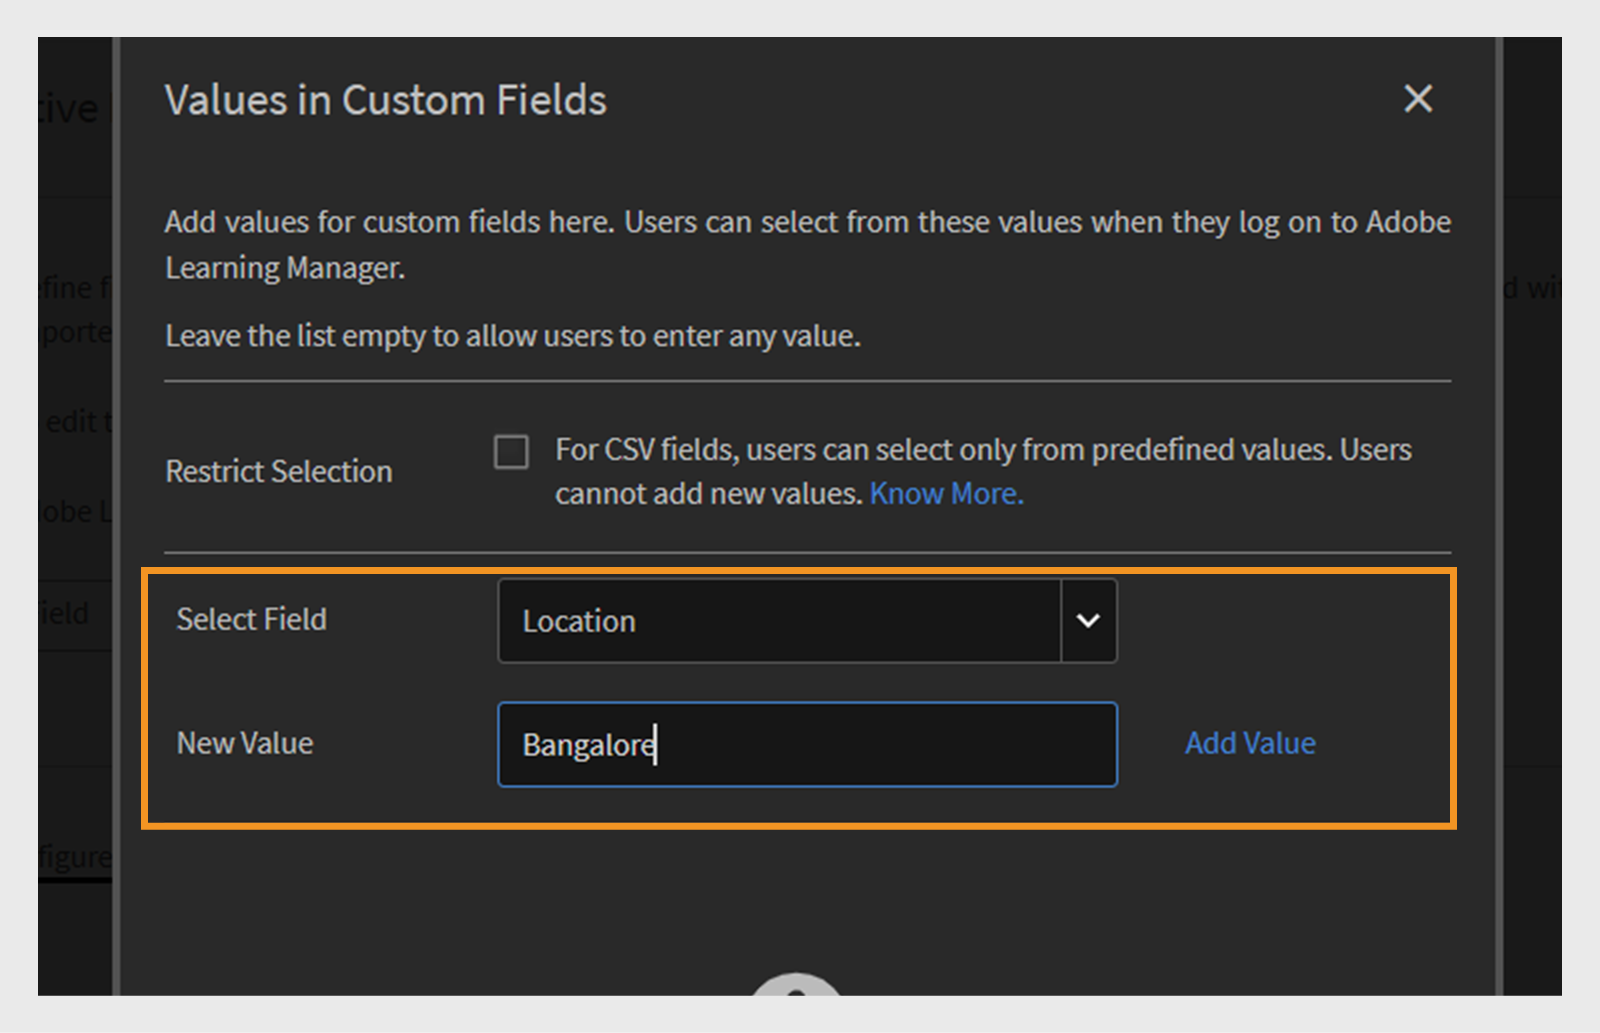 Values in Custom Fields
Add values for custom fields here. Users can select from these values when they log on to Adobe
Learning Manager.
Leave the list empty to allow users to enter any value.
Restrict Selection
For CSV fields, users can select only from predefined values. Users
cannot add new values. Know More.
Select Field
Location
New Value
Bangalore
Add Value
edit